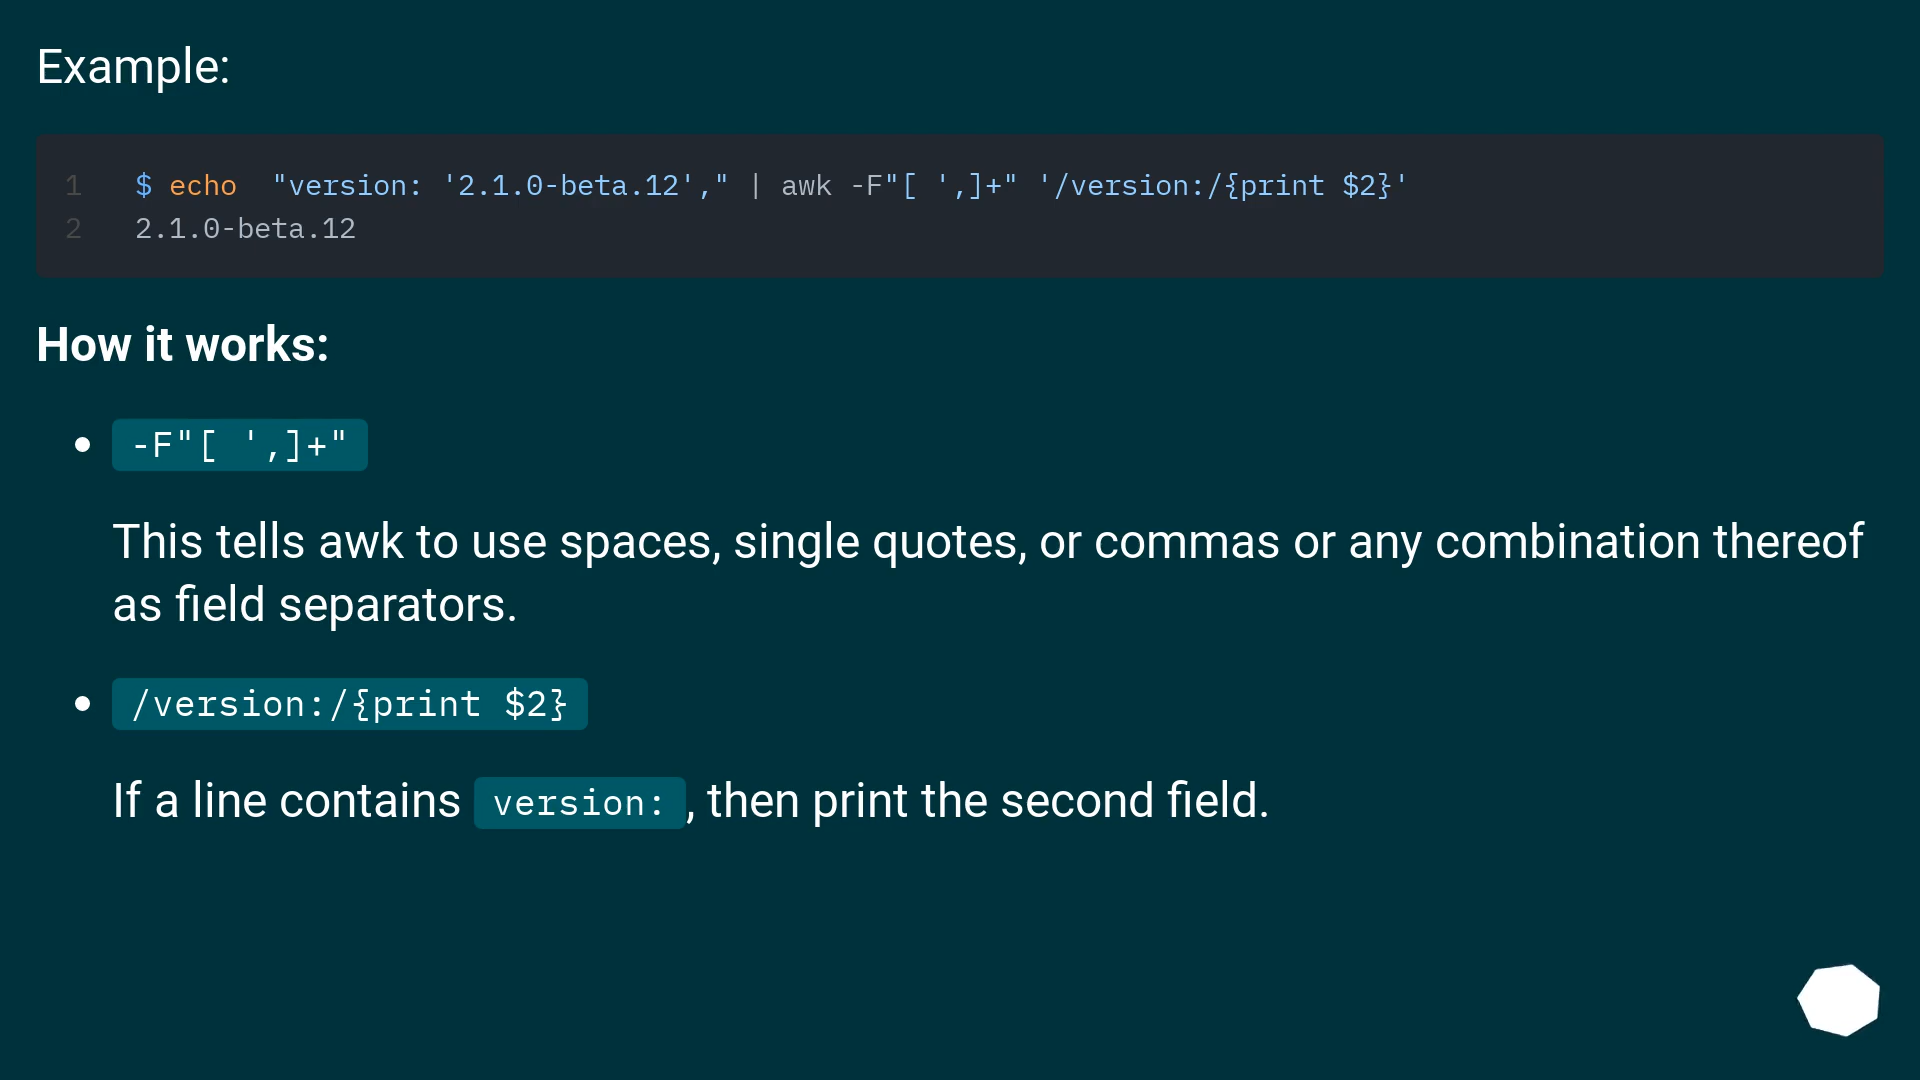 Example:
1 $ echo  "version: '2.1.0-beta.12'," | awk -F"[ ',]+" '/version:/{print $2}'
2 2.1.0-beta.12
How it works:
• -F"[ ',]+"
This tells awk to use spaces, single quotes, or commas or any combination thereof
as field separators.
• /version:/{print $2}
If a line contains version: , then print the second field.